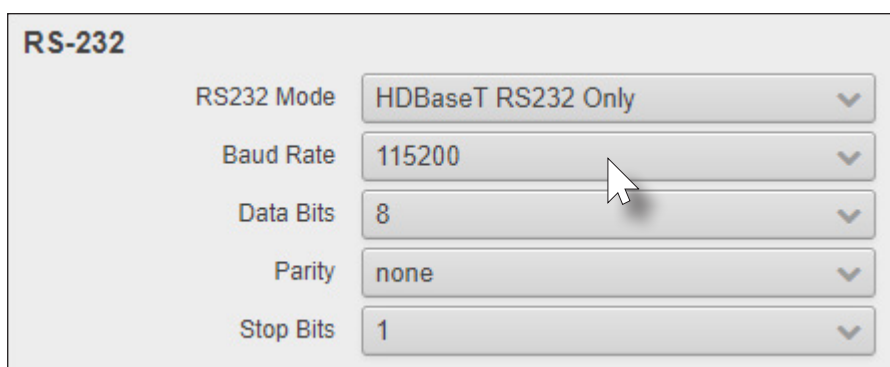 RS-232
RS232 Mode HDBaseT RS232 Only
Baud Rate 115200
Data Bits 8
Parity none
Stop Bits 1